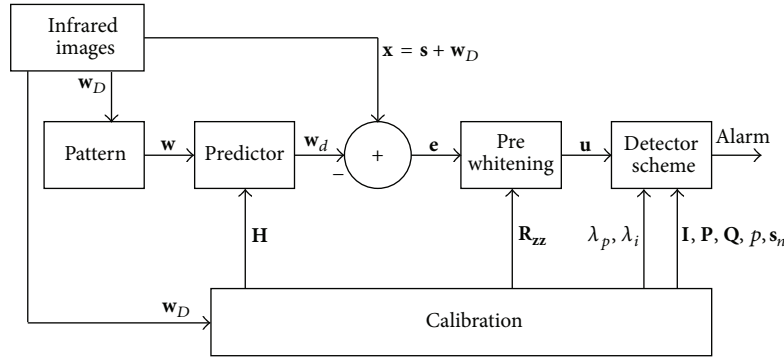 Infrared
images
x = s + w_D
w_D
Pattern
w
Predictor
w_d
−
+
e
Pre
whitening
u
Detector
scheme
Alarm
H
R_zz
λ_p, λ_i
I, P, Q, p, s_n
w_D
Calibration